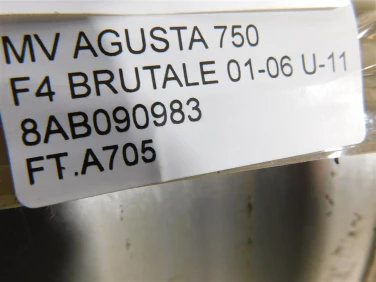 MV AGUSTA 750
F4 BRUTALE 01-06 U-11
8AB090983
FT.A705